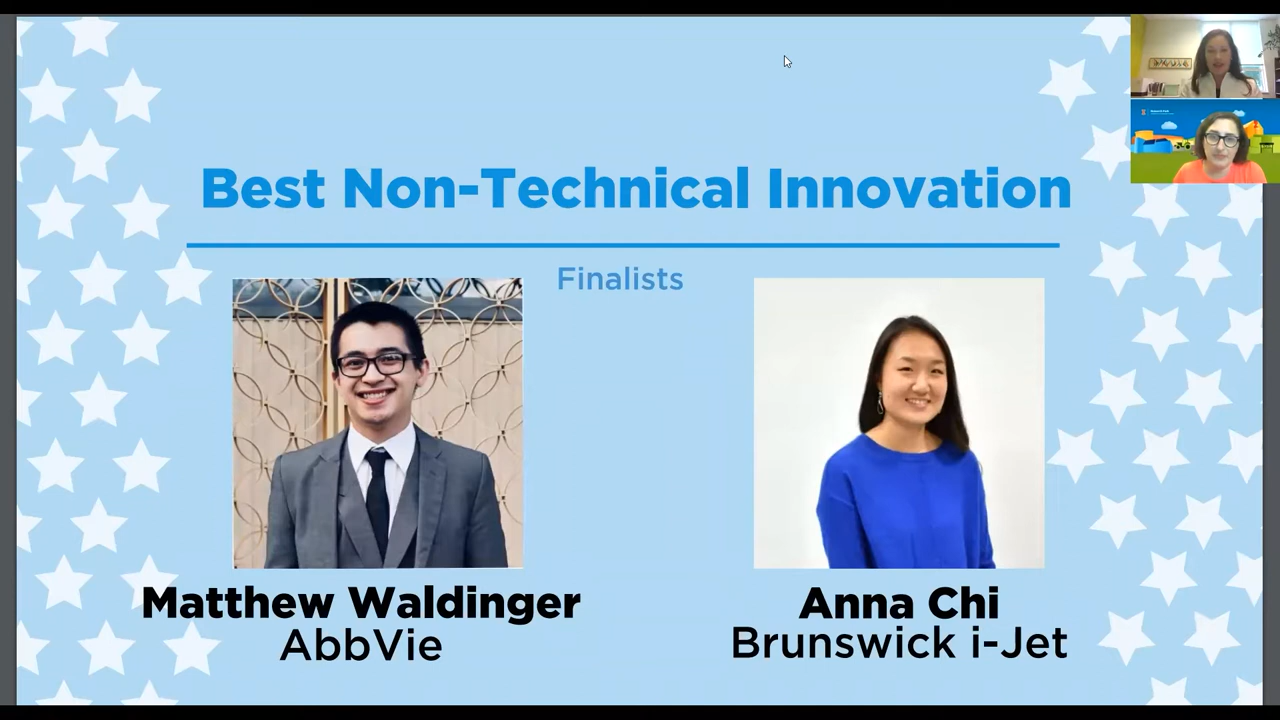 Best Non-Technical Innovation
Finalists
Matthew Waldinger
AbbVie
Anna Chi
Brunswick i-Jet